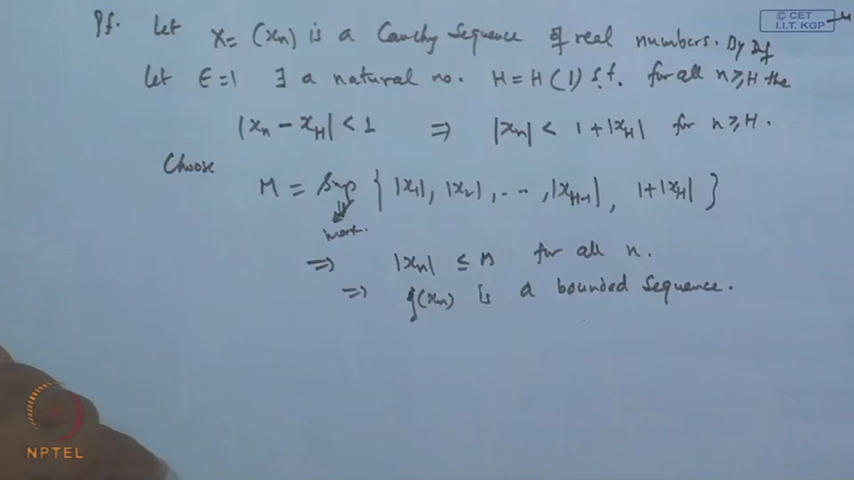 © CET
I.I.T. KGP
Pf. Let X = (xn) is a Cauchy Sequence of real numbers. By Df
Let ϵ=1 ∃ a natural no. H = H(1) s.t. for all n ≥ H the
|xn - xH| < 1 ⇒ |xn| < 1+|xH| for n ≥ H.
Choose
M = Sup { |x1|, |x2|, ..., |xH-1|, 1+|xH| }
⇒ |xn| ≤ M for all n.
⇒ (xn) is a bounded Sequence.
NPTEL